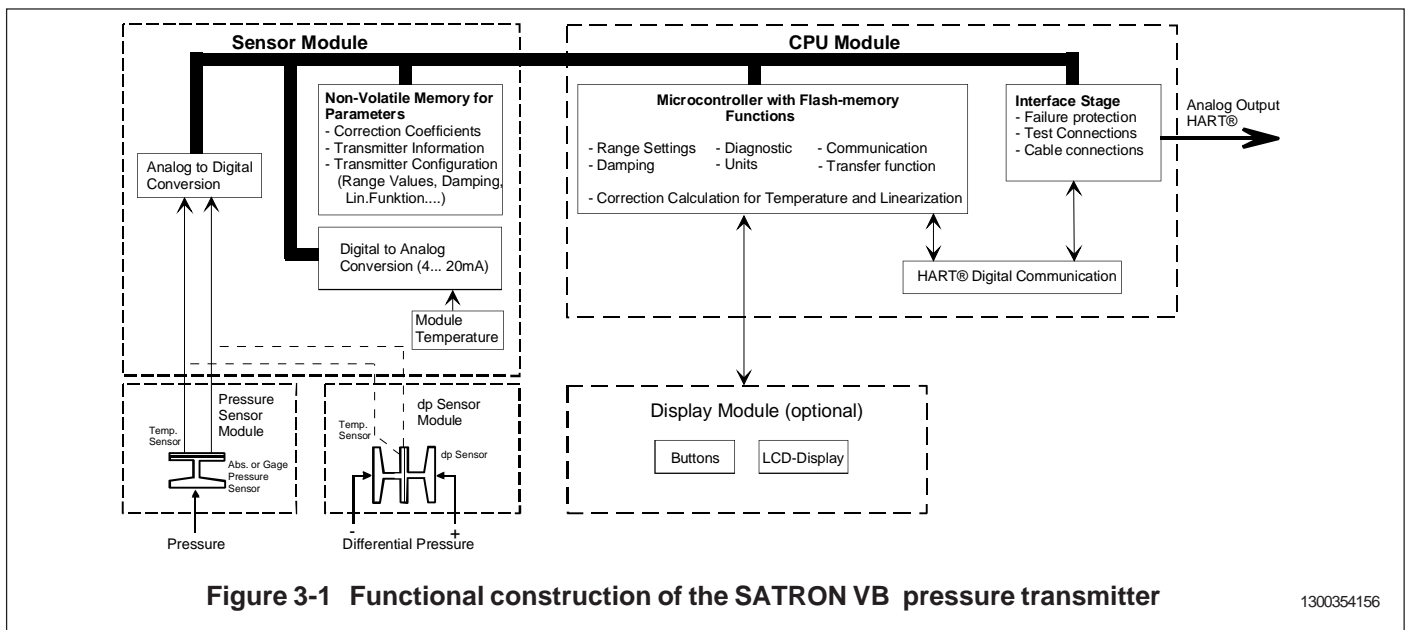 Sensor Module
CPU Module
Non-Volatile Memory for
Parameters
- Correction Coefficients
- Transmitter Information
- Transmitter Configuration
(Range Values, Damping,
Lin.Funktion....)
Analog to Digital
Conversion
Digital to Analog
Conversion (4... 20mA)
Module
Temperature
Microcontroller with Flash-memory
Functions
- Range Settings - Diagnostic - Communication
- Damping - Units - Transfer function
- Correction Calculation for Temperature and Linearization
Interface Stage
- Failure protection
- Test Connections
- Cable connections
Analog Output
HART®
HART® Digital Communication
Pressure
Sensor
Module
Temp.
Sensor
Abs. or Gage
Pressure
Sensor
Pressure
dp Sensor
Module
Temp.
Sensor
dp Sensor
- +
Differential Pressure
Display Module (optional)
Buttons
LCD-Display
Figure 3-1 Functional construction of the SATRON VB pressure transmitter
1300354156